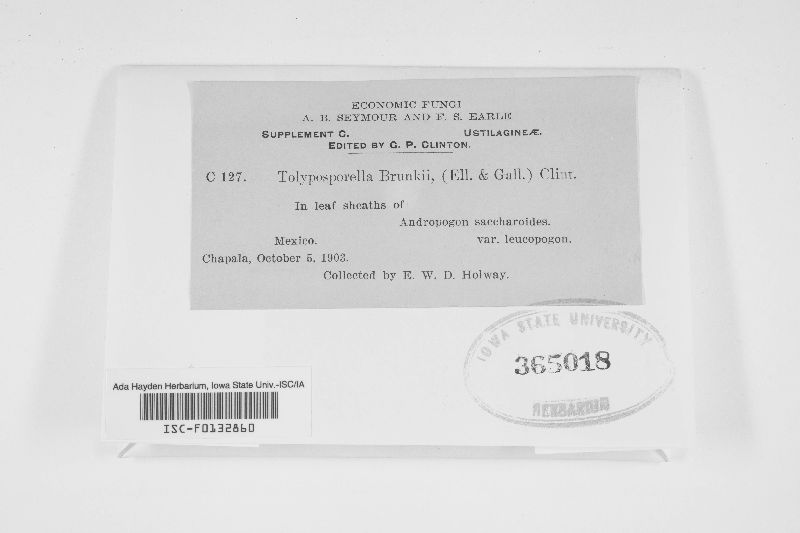 ECONOMIC FUNGI
A. B. SEYMOUR AND F. S. EARLE
SUPPLEMENT C. USTILAGINEÆ.
EDITED BY G. P. CLINTON.
C 127. Tolyposporella Brunkii, (Ell. & Gall.) Clint.
In leaf sheaths of
Andropogon saccharoides.
Mexico. var. leucopogon.
Chapala, October 5, 1903.
Collected by E. W. D. Holway.
IOWA STATE UNIVERSITY
365018
HERBARIUM
Ada Hayden Herbarium, Iowa State Univ.-ISC/IA
ISC-F0132860